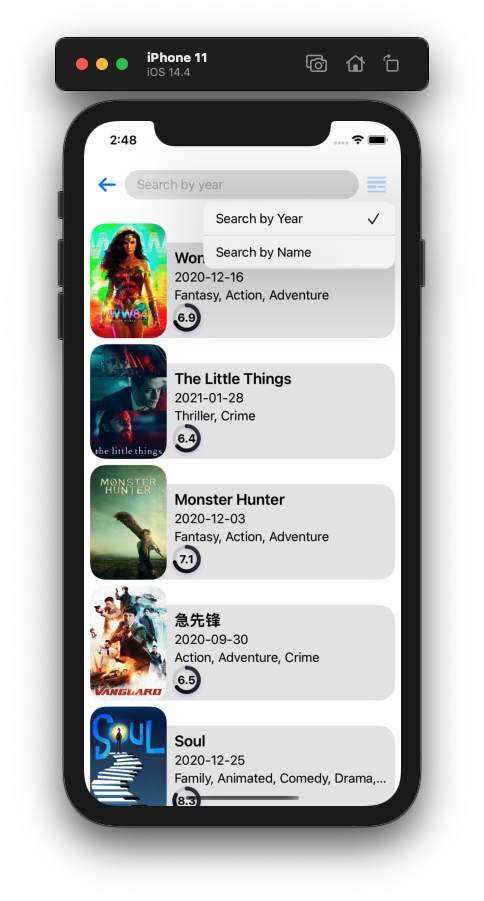 iPhone 11
iOS 14.4
2:48
Search by year
Search by Year
Search by Name
Won
2020-12-16
Fantasy, Action, Adventure
6.9
WW84
The Little Things
2021-01-28
Thriller, Crime
6.4
the little things
MONSTER
HUNTER
Monster Hunter
2020-12-03
Fantasy, Action, Adventure
7.1
急先锋
2020-09-30
Action, Adventure, Crime
6.5
VANGUARD
SOUL
Soul
2020-12-25
Family, Animated, Comedy, Drama,...
8.3